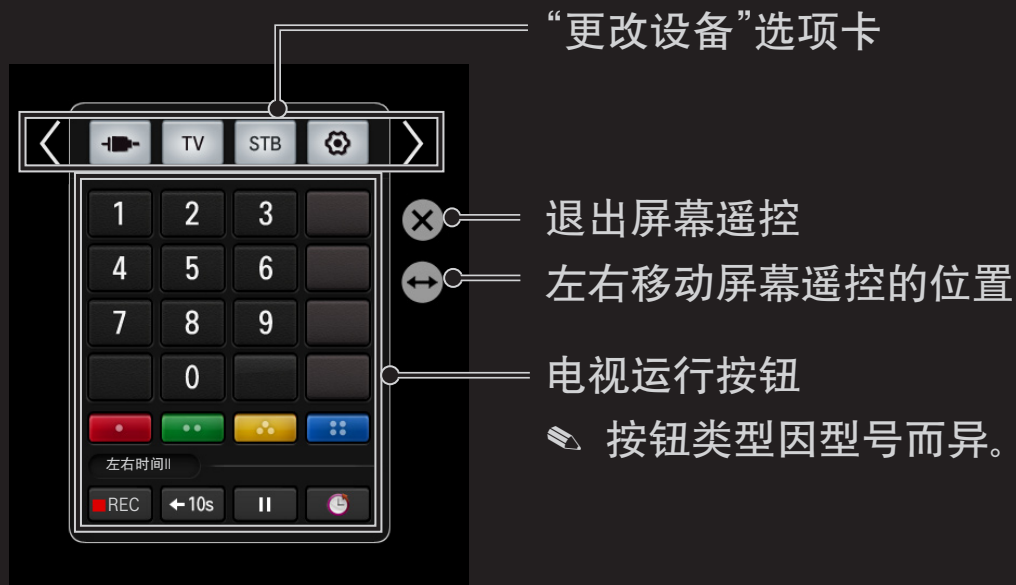 “更改设备”选项卡
TV STB
1 2 3
退出屏幕遥控
4 5 6
左右移动屏幕遥控的位置
7 8 9
0
电视运行按钮
✎ 按钮类型因型号而异。
左右时间II
REC 10s